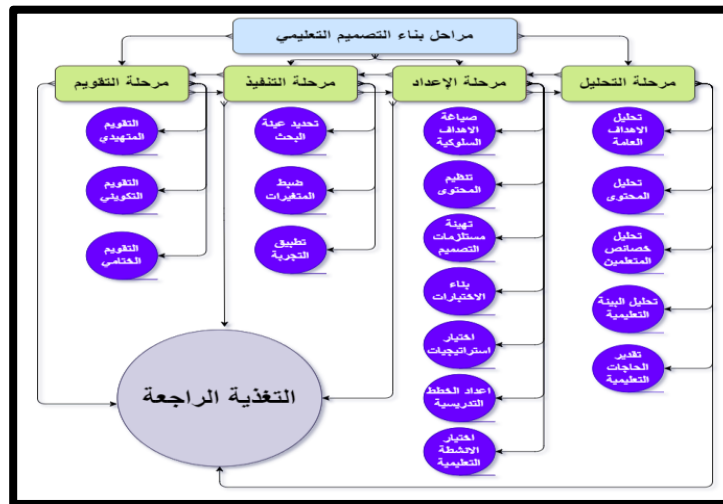 مراحل بناء التصميم التعليمي
مرحلة التحليل
مرحلة الإعداد
مرحلة التنفيذ
مرحلة التقويم
تحليل
الاهداف
العامة
تحليل
المحتوى
تحليل
خصائص
المتعلمين
تحليل البيئة
التعليمية
تقدير
الحاجات
التعليمية
صياغة
الاهداف
السلوكية
تنظيم
المحتوى
تهيئة
مستلزمات
التصميم
بناء
الاختبارات
اختيار
استراتيجيات
اعداد الخطط
التدريسية
اختيار
الانشطة
التعليمية
تحديد عينة
البحث
ضبط
المتغيرات
تطبيق
التجربة
التقويم
المتهيدي
التقويم
التكويني
التقويم
الختامي
التغذية الراجعة